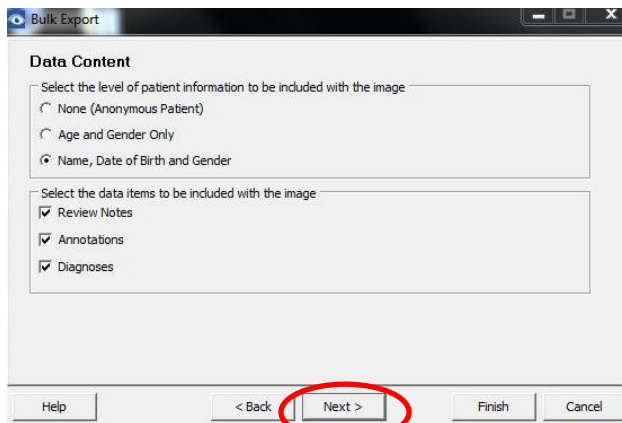 Bulk Export
Data Content
Select the level of patient information to be included with the image
None (Anonymous Patient)
Age and Gender Only
Name, Date of Birth and Gender
Select the data items to be included with the image
Review Notes
Annotations
Diagnoses
Help < Back Next > Finish Cancel